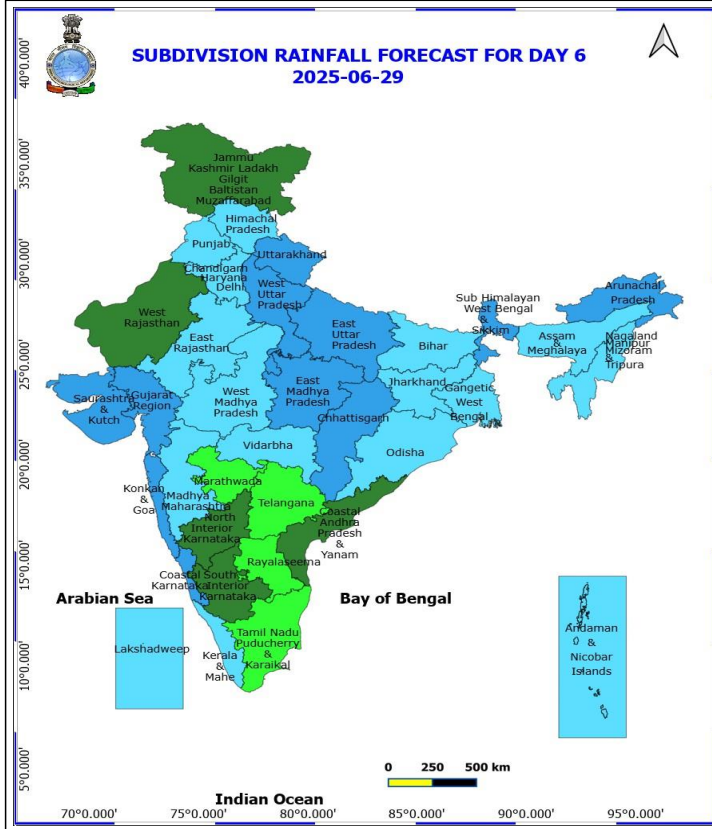 SUBDIVISION RAINFALL FORECAST FOR DAY 6
2025-06-29
40°0.000'
35°0.000'
30°0.000'
25°0.000'
20°0.000'
15°0.000'
10°0.000'
5°0.000'
Jammu
Kashmir Ladakh
Gilgit
Baltistan
Muzaffarabad
Himachal
Pradesh
Punjab
Uttarakhand
Chandigarh
Haryana
Delhi
West
Uttar
Pradesh
West
Rajasthan
East
Rajasthan
East
Uttar
Pradesh
Sub Himalayan
West Bengal
&
Sikkim
Arunachal
Pradesh
Assam
&
Meghalaya
Nagaland
Manipur
Mizoram
&
Tripura
Bihar
Jharkhand
Gangetic
West
Bengal
Saurashtra
&
Kutch
Gujarat
Region
West
Madhya
Pradesh
East
Madhya
Pradesh
Chhattisgarh
Vidarbha
Odisha
Konkan
&
Goa
Madhya
Maharashtra
Marathwada
Telangana
North
Interior
Karnataka
Coastal
Andhra
Pradesh
&
Yanam
Rayalaseema
Coastal
Karnataka
South
Interior
Karnataka
Arabian Sea
Bay of Bengal
Lakshadweep
Kerala
&
Mahe
Tamil Nadu
Puducherry
&
Karaikal
Andaman
&
Nicobar
Islands
0 250 500 km
Indian Ocean
70°0.000' 75°0.000' 80°0.000' 85°0.000' 90°0.000' 95°0.000'